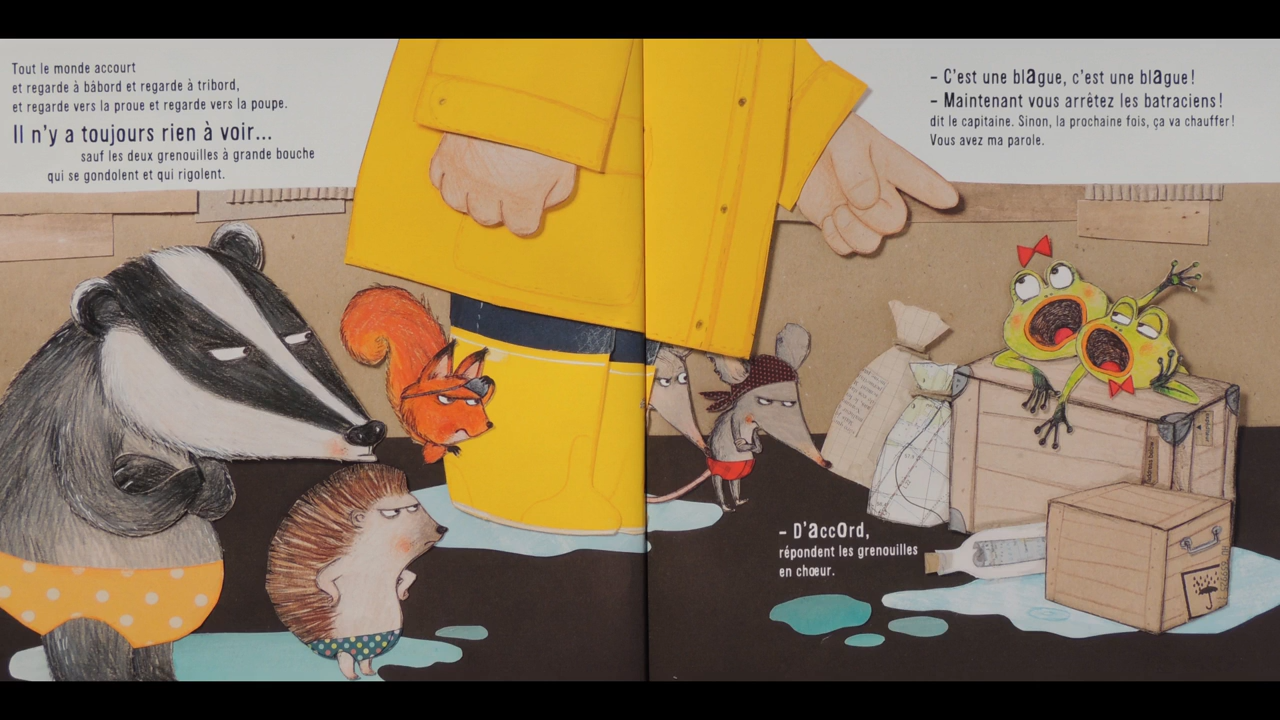 Tout le monde accourt
et regarde à bâbord et regarde à tribord,
et regarde vers la proue et regarde vers la poupe.
Il n'y a toujours rien à voir...
sauf les deux grenouilles à grande bouche
qui se gondolent et qui rigolent.
– C'est une blague, c'est une blague !
– Maintenant vous arrêtez les batraciens !
dit le capitaine. Sinon, la prochaine fois, ça va chauffer !
Vous avez ma parole.
– D'accord,
répondent les grenouilles
en chœur.